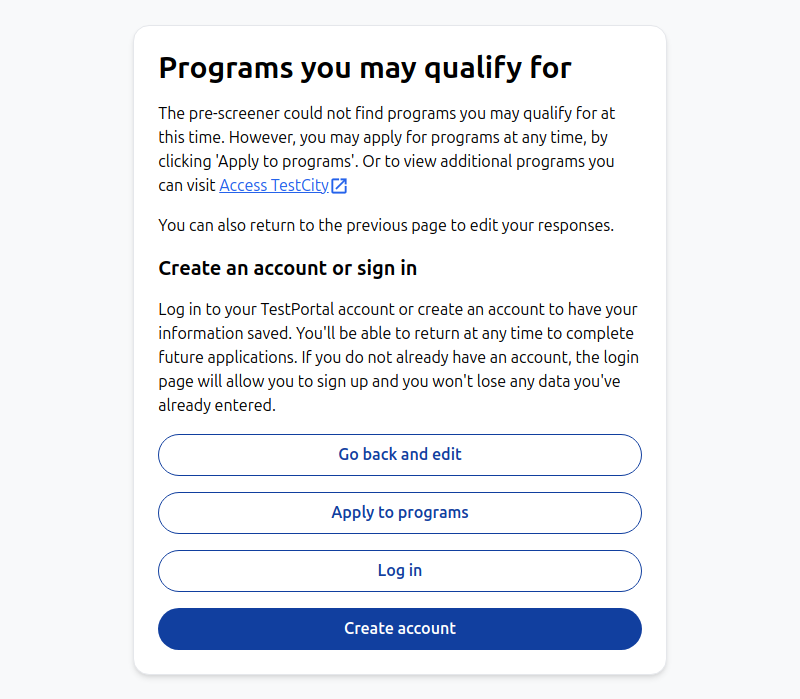 Programs you may qualify for
The pre-screener could not find programs you may qualify for at
this time. However, you may apply for programs at any time, by
clicking 'Apply to programs'. Or to view additional programs you
can visit Access TestCity
You can also return to the previous page to edit your responses.
Create an account or sign in
Log in to your TestPortal account or create an account to have your
information saved. You'll be able to return at any time to complete
future applications. If you do not already have an account, the login
page will allow you to sign up and you won't lose any data you've
already entered.
Go back and edit
Apply to programs
Log in
Create account